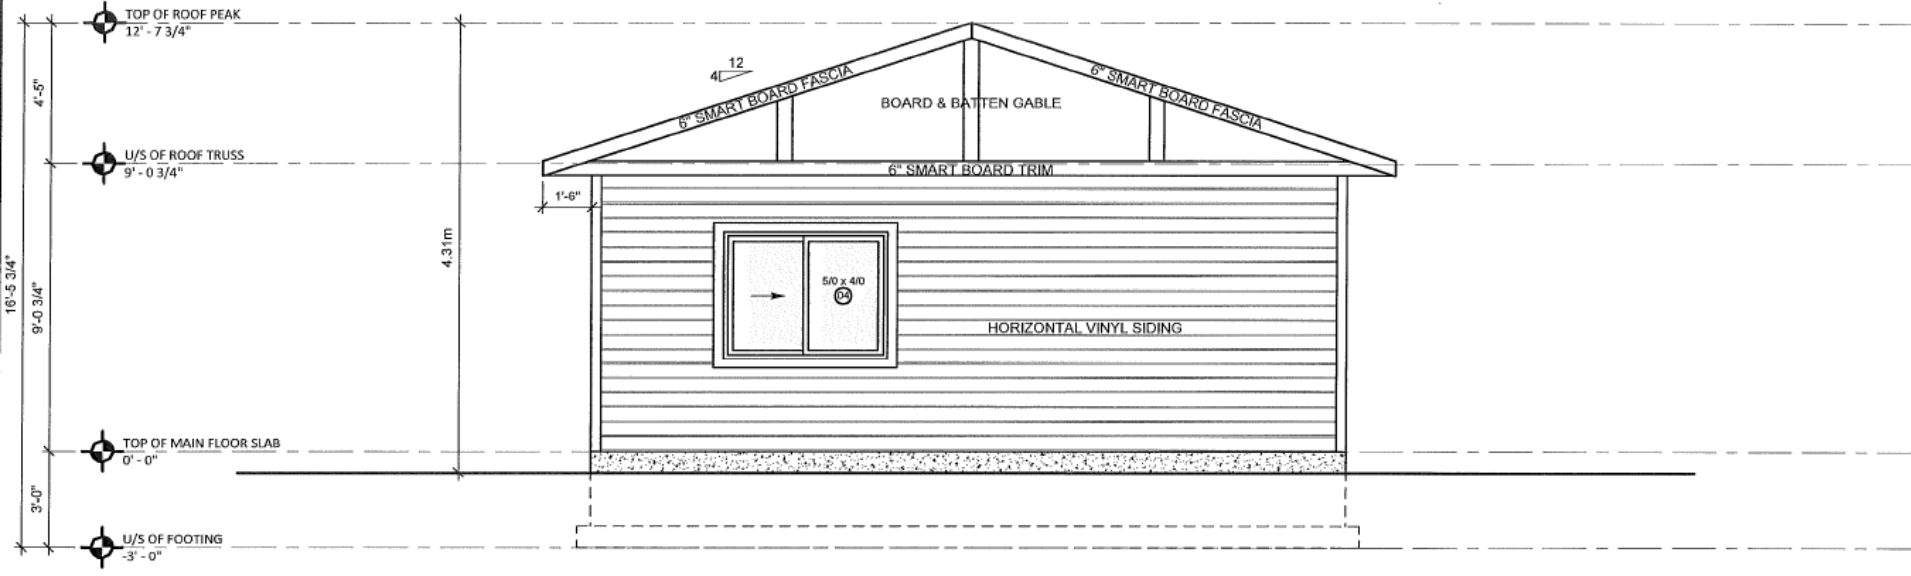 TOP OF ROOF PEAK
12' - 7 3/4"
4'-5"
12
4
6" SMART BOARD FASCIA
6" SMART BOARD FASCIA
BOARD & BATTEN GABLE
U/S OF ROOF TRUSS
9' - 0 3/4"
6" SMART BOARD TRIM
1'-6"
4.31m
16'-5 3/4"
9'-0 3/4"
5/0 x 4/0
04
HORIZONTAL VINYL SIDING
TOP OF MAIN FLOOR SLAB
0' - 0"
3'-0"
U/S OF FOOTING
-3' - 0"